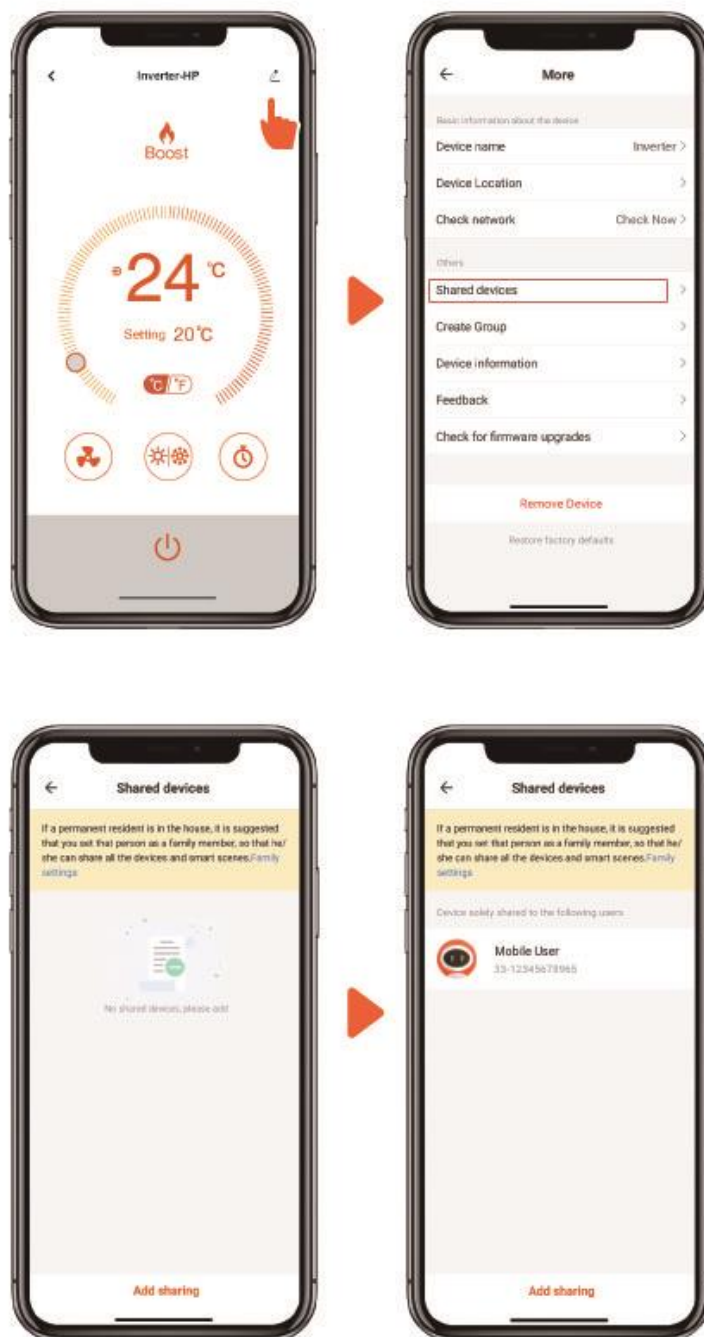 Inverter-HP
Boost
24 °C
Setting 20°C
°C/°F
More
Basic information about the device
Device name Inverter >
Device Location >
Check network Check Now >
Others
Shared devices >
Create Group >
Device information >
Feedback >
Check for firmware upgrades >
Remove Device
Restore factory defaults
Shared devices
If a permanent resident is in the house, it is suggested
that you set that person as a family member, so that he/
she can share all the devices and smart scenes.Family
settings
No shared devices, please add
Add sharing
Shared devices
If a permanent resident is in the house, it is suggested
that you set that person as a family member, so that he/
she can share all the devices and smart scenes.Family
settings
Device solely shared to the following users
Mobile User
33-12345678965
Add sharing